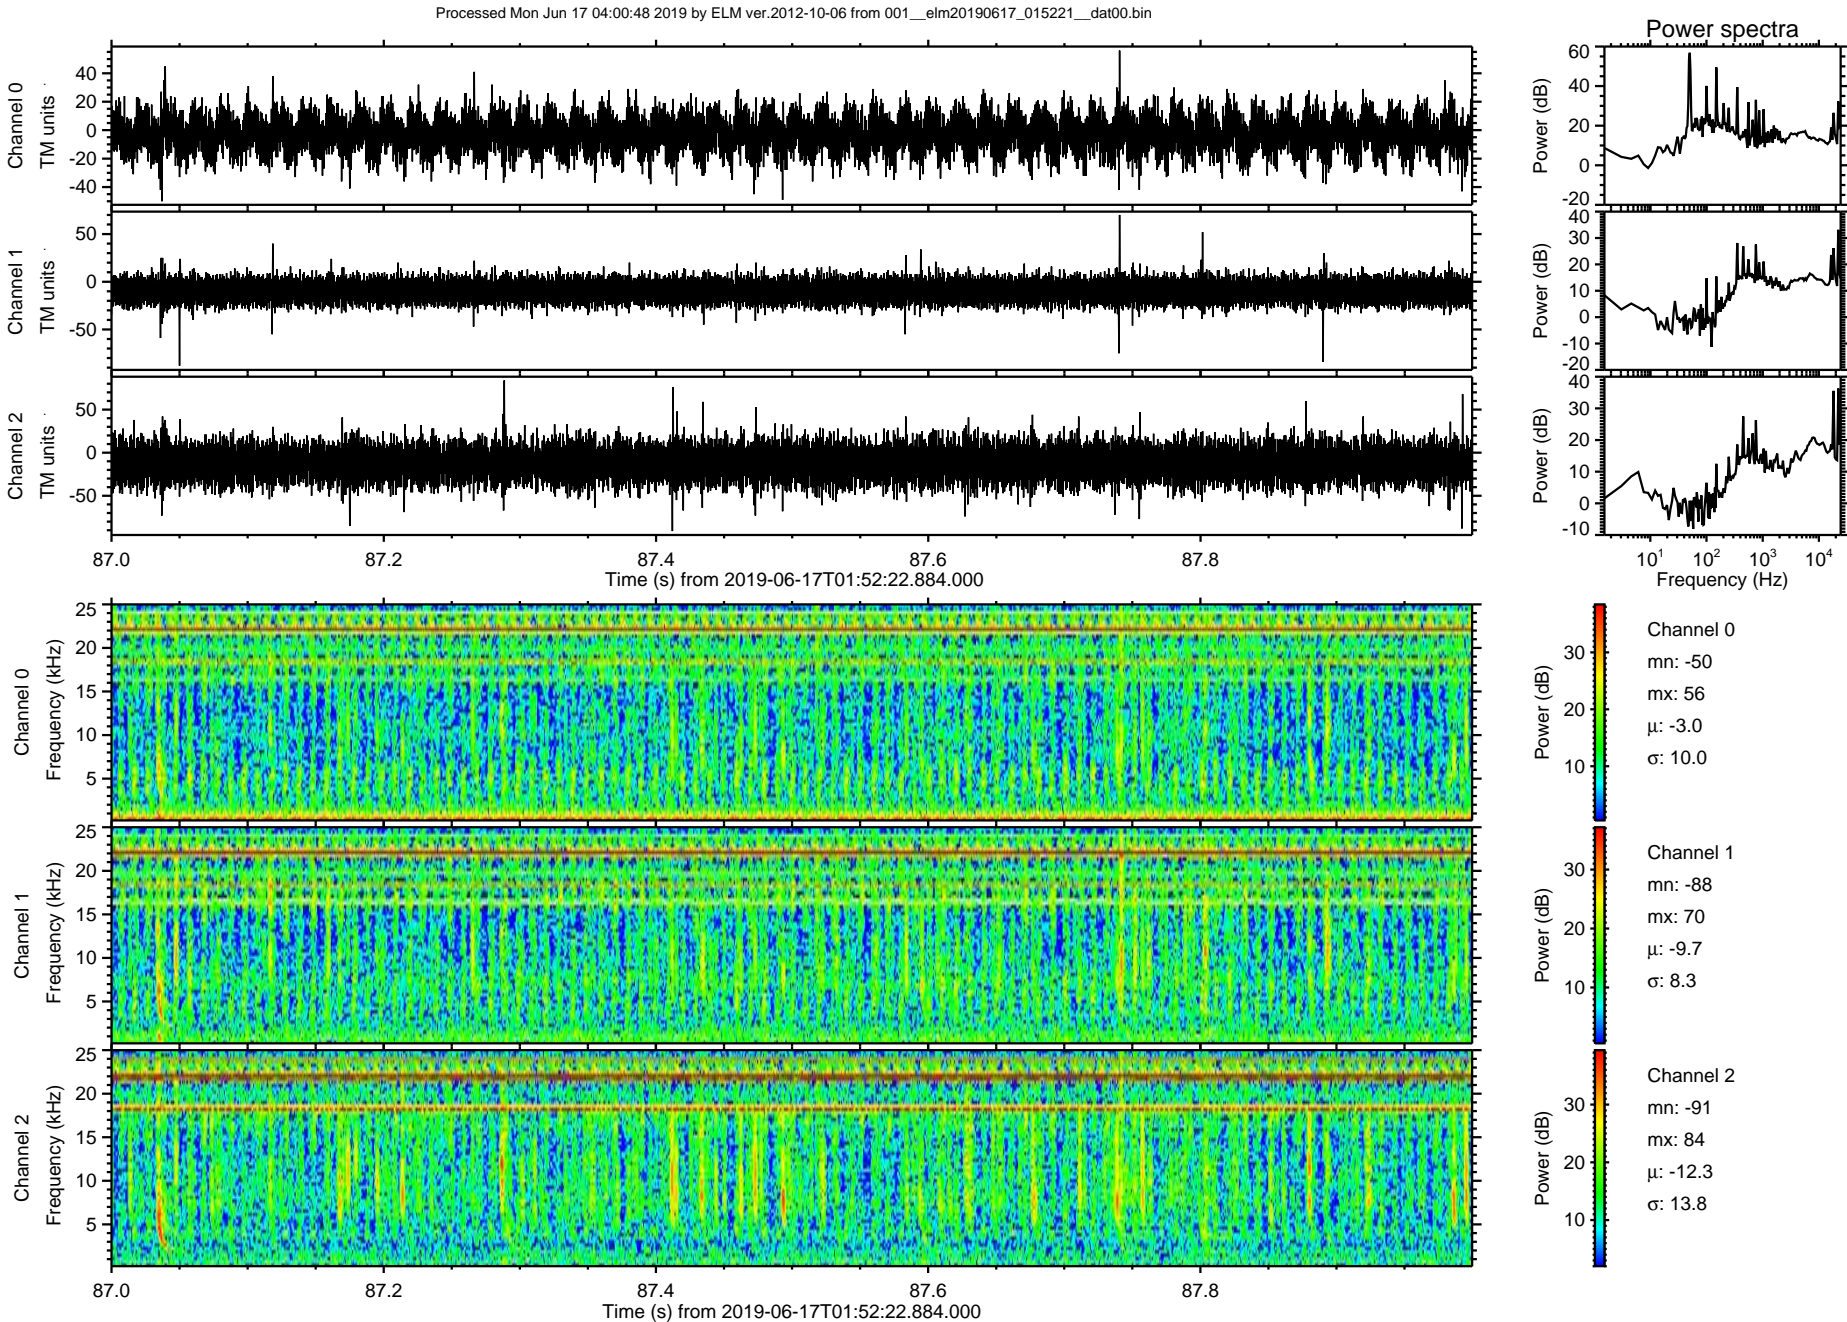 Processed Mon Jun 17 04:00:48 2019 by ELM ver.2012-10-06 from 001__elm20190617_015221__dat00.bin
Power spectra
Channel 0
TM units
40
20
0
-20
-40
Power (dB)
60
40
20
0
-20
Channel 1
TM units
50
0
-50
Power (dB)
40
30
20
10
0
-10
-20
Channel 2
TM units
50
0
-50
Power (dB)
40
30
20
10
0
-10
87.0 87.2 87.4 87.6 87.8
Time (s) from 2019-06-17T01:52:22.884.000
10¹ 10² 10³ 10⁴
Frequency (Hz)
Channel 0
Frequency (kHz)
25
20
15
10
5
Power (dB)
30
20
10
Channel 0
mn: -50
mx: 56
μ: -3.0
σ: 10.0
Channel 1
Frequency (kHz)
25
20
15
10
5
Power (dB)
30
20
10
Channel 1
mn: -88
mx: 70
μ: -9.7
σ: 8.3
Channel 2
Frequency (kHz)
25
20
15
10
5
Power (dB)
30
20
10
Channel 2
mn: -91
mx: 84
μ: -12.3
σ: 13.8
87.0 87.2 87.4 87.6 87.8
Time (s) from 2019-06-17T01:52:22.884.000